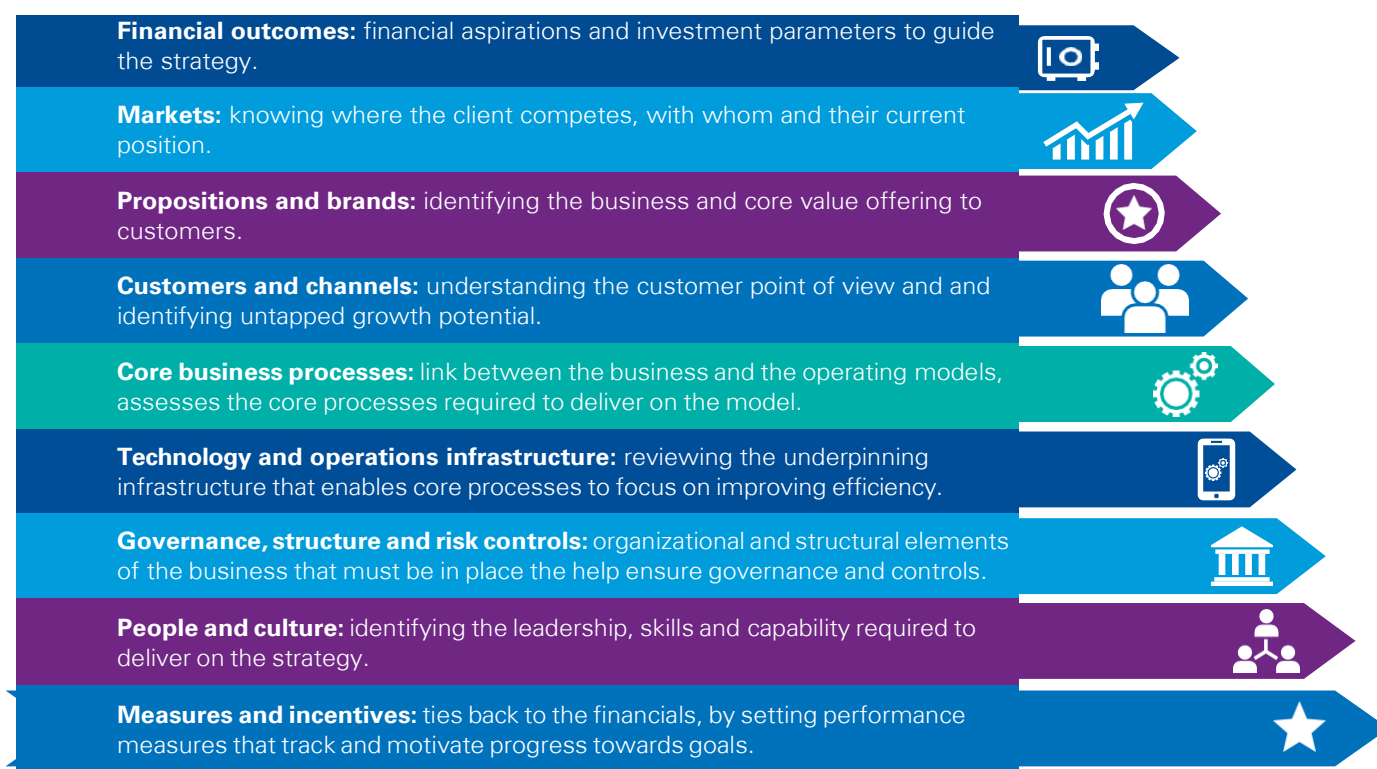 Financial outcomes: financial aspirations and investment parameters to guide
the strategy.
Markets: knowing where the client competes, with whom and their current
position.
Propositions and brands: identifying the business and core value offering to
customers.
Customers and channels: understanding the customer point of view and and
identifying untapped growth potential.
Core business processes: link between the business and the operating models,
assesses the core processes required to deliver on the model.
Technology and operations infrastructure: reviewing the underpinning
infrastructure that enables core processes to focus on improving efficiency.
Governance, structure and risk controls: organizational and structural elements
of the business that must be in place the help ensure governance and controls.
People and culture: identifying the leadership, skills and capability required to
deliver on the strategy.
Measures and incentives: ties back to the financials, by setting performance
measures that track and motivate progress towards goals.